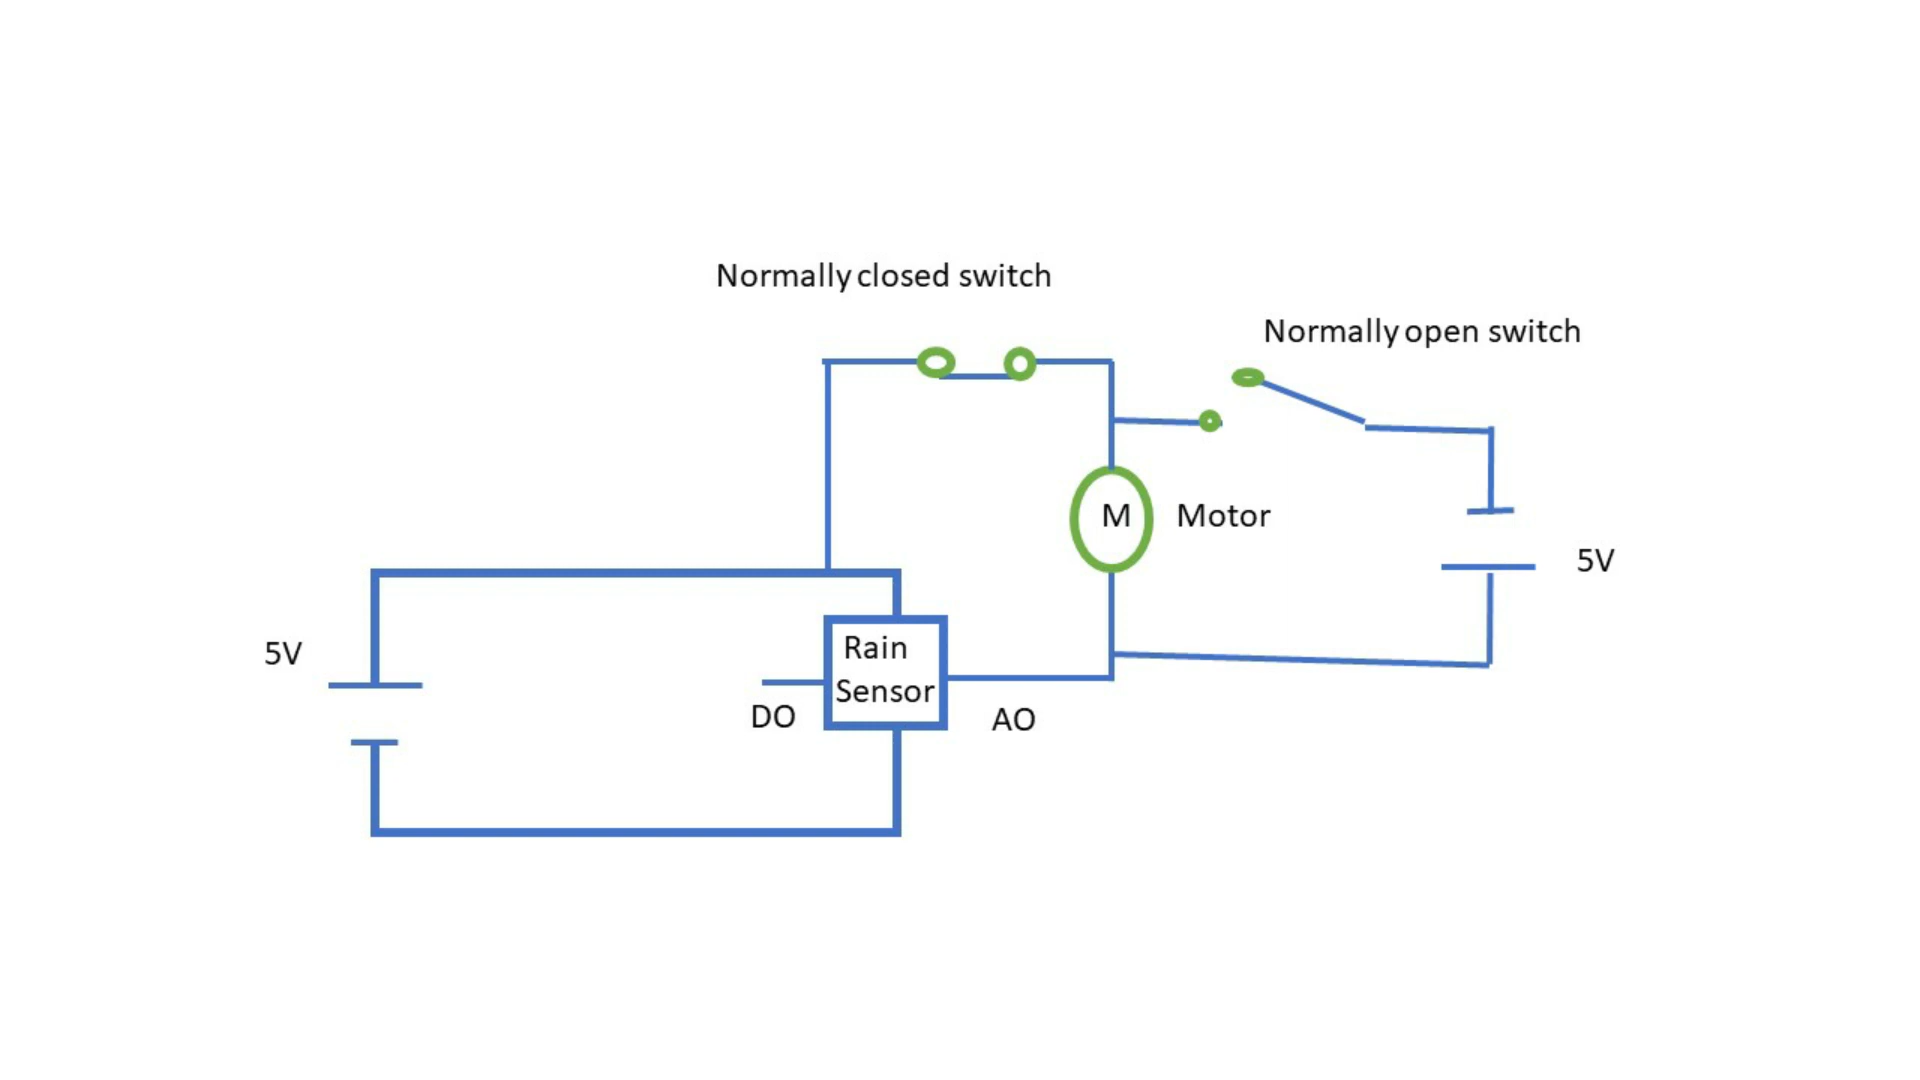 Normally closed switch
Normally open switch
M
Motor
5V
5V
Rain
Sensor
DO
AO